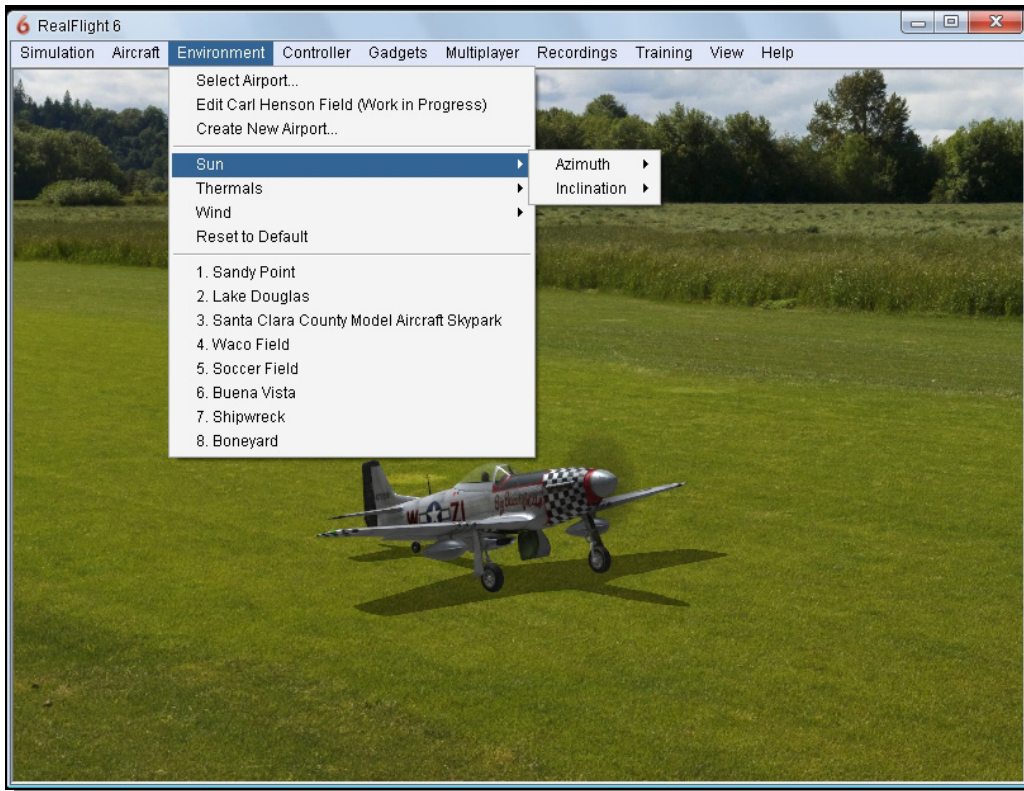 6 RealFlight 6
Simulation Aircraft Environment Controller Gadgets Multiplayer Recordings Training View Help
Select Airport...
Edit Carl Henson Field (Work in Progress)
Create New Airport...
Sun
Azimuth
Inclination
Thermals
Wind
Reset to Default
1. Sandy Point
2. Lake Douglas
3. Santa Clara County Model Aircraft Skypark
4. Waco Field
5. Soccer Field
6. Buena Vista
7. Shipwreck
8. Boneyard
W ZI